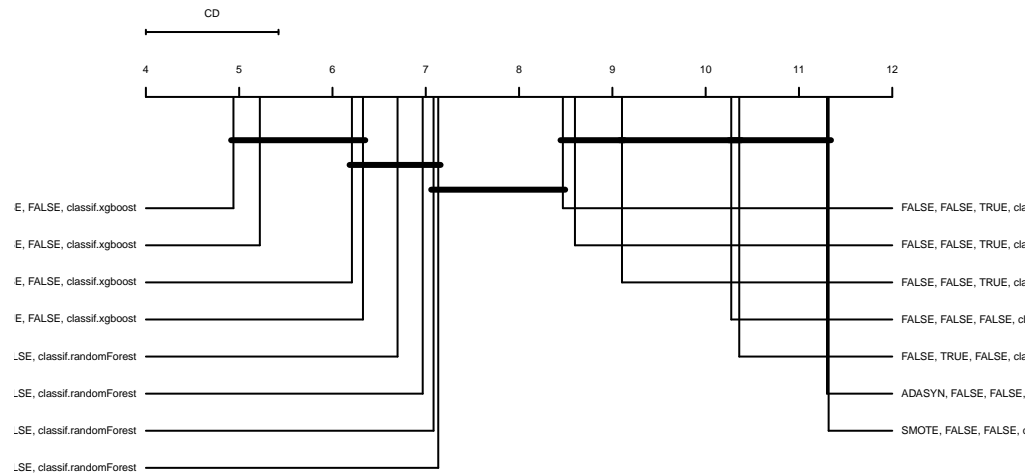 CD
4 5 6 7 8 9 10 11 12
E, FALSE, classif.xgboost
E, FALSE, classif.xgboost
E, FALSE, classif.xgboost
E, FALSE, classif.xgboost
LSE, classif.randomForest
LSE, classif.randomForest
LSE, classif.randomForest
LSE, classif.randomForest
FALSE, FALSE, TRUE, cla
FALSE, FALSE, TRUE, cla
FALSE, FALSE, TRUE, cla
FALSE, FALSE, FALSE, cl
FALSE, TRUE, FALSE, cla
ADASYN, FALSE, FALSE,
SMOTE, FALSE, FALSE, c